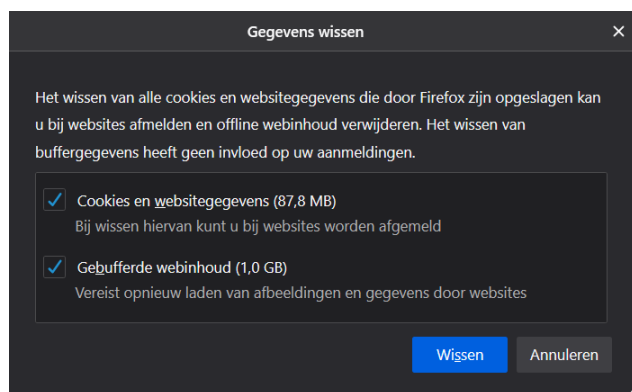 Gegevens wissen
Het wissen van alle cookies en websitegegevens die door Firefox zijn opgeslagen kan
u bij websites afmelden en offline webinhoud verwijderen. Het wissen van
buffergegevens heeft geen invloed op uw aanmeldingen.
Cookies en websitegegevens (87,8 MB)
Bij wissen hiervan kunt u bij websites worden afgemeld
Gebufferde webinhoud (1,0 GB)
Vereist opnieuw laden van afbeeldingen en gegevens door websites
Wissen Annuleren